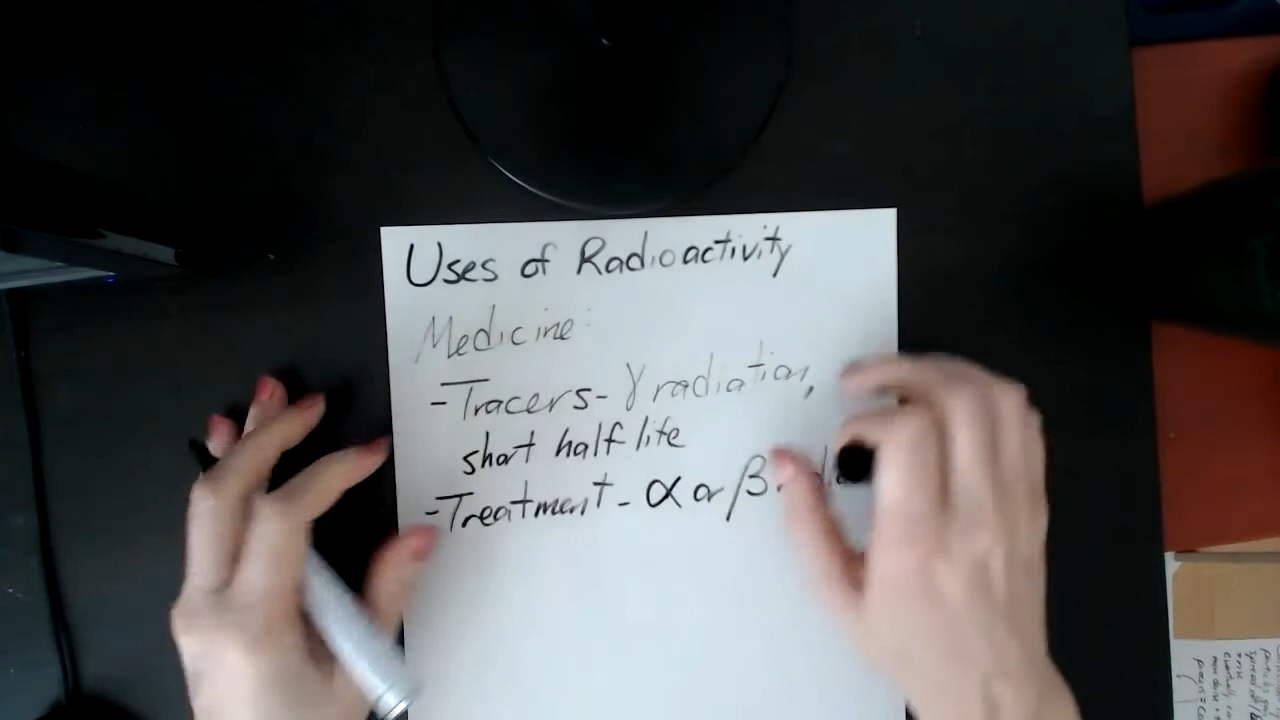 Uses of Radioactivity
Medicine:
- Tracers - γ radiation,
short half life
- Treatment - α or β